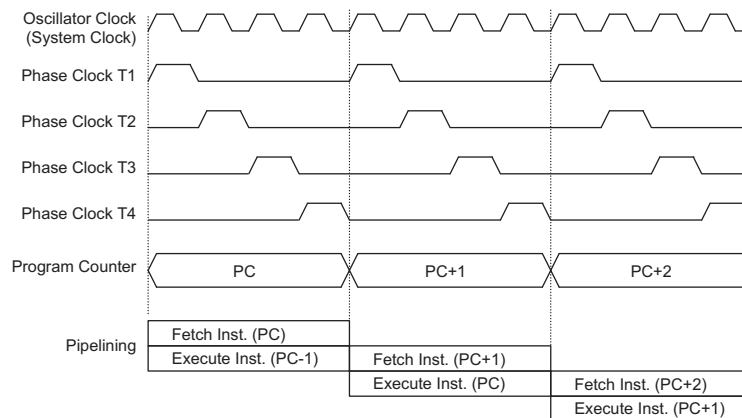 Oscillator Clock
(System Clock)
Phase Clock T1
Phase Clock T2
Phase Clock T3
Phase Clock T4
Program Counter
PC
PC+1
PC+2
Pipelining
Fetch Inst. (PC)
Execute Inst. (PC-1)
Fetch Inst. (PC+1)
Execute Inst. (PC)
Fetch Inst. (PC+2)
Execute Inst. (PC+1)